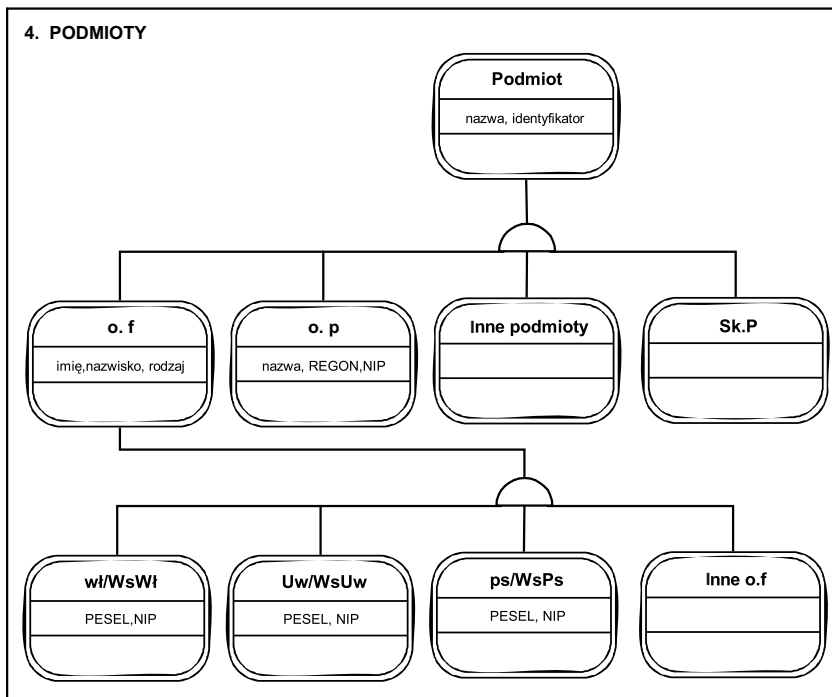 4. PODMIOTY
Podmiot
nazwa, identyfikator
o. f
imię,nazwisko, rodzaj
o. p
nazwa, REGON,NIP
Inne podmioty
Sk.P
wł/WsWł
PESEL,NIP
Uw/WsUw
PESEL, NIP
ps/WsPs
PESEL, NIP
Inne o.f